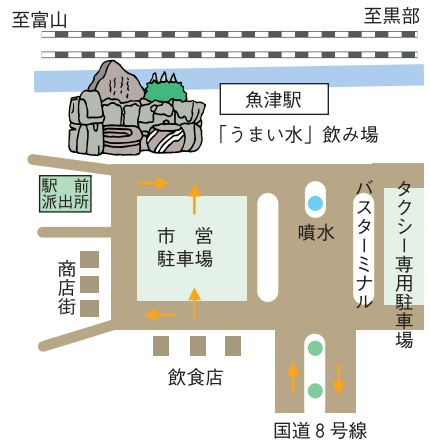 至富山
至黒部
魚津駅
「うまい水」飲み場
駅前
派出所
市営
駐車場
噴水
バスターミナル
タクシー専用駐車場
商店街
飲食店
国道8号線